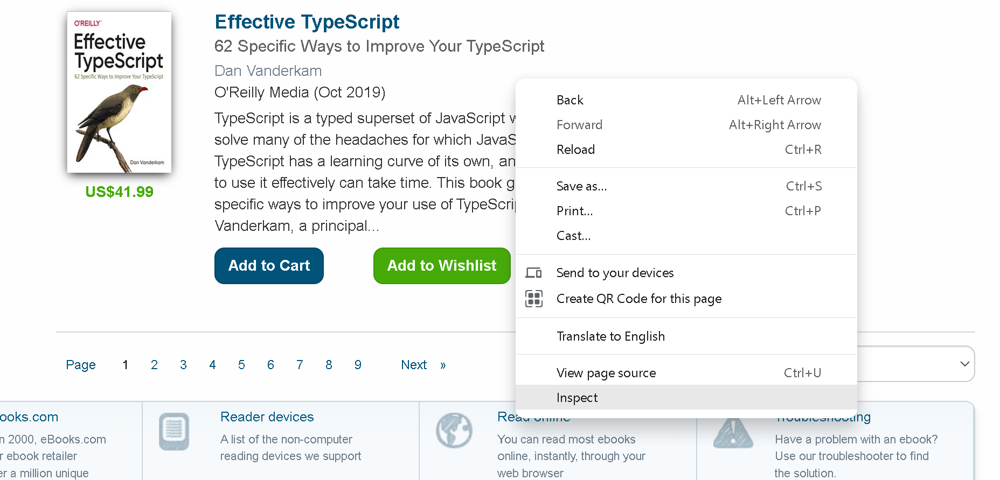 O'REILLY
Effective
TypeScript
62 Specific Ways to Improve Your TypeScript
Dan Vanderkam
US$41.99
Effective TypeScript
62 Specific Ways to Improve Your TypeScript
Dan Vanderkam
O'Reilly Media (Oct 2019)
TypeScript is a typed superset of JavaScript w
solve many of the headaches for which JavaS
TypeScript has a learning curve of its own, an
to use it effectively can take time. This book g
specific ways to improve your use of TypeScrip
Vanderkam, a principal...
Add to Cart
Add to Wishlist
Back Alt+Left Arrow
Forward Alt+Right Arrow
Reload Ctrl+R
Save as... Ctrl+S
Print... Ctrl+P
Cast...
Send to your devices
Create QR Code for this page
Translate to English
View page source Ctrl+U
Inspect
Page 1 2 3 4 5 6 7 8 9 Next »
ooks.com
n 2000, eBooks.com
r ebook retailer
er a million unique
Reader devices
A list of the non-computer
reading devices we support
Read online
You can read most ebooks
online, instantly, through your
web browser
Troubleshooting
Have a problem with an ebook?
Use our troubleshooter to find
the solution.